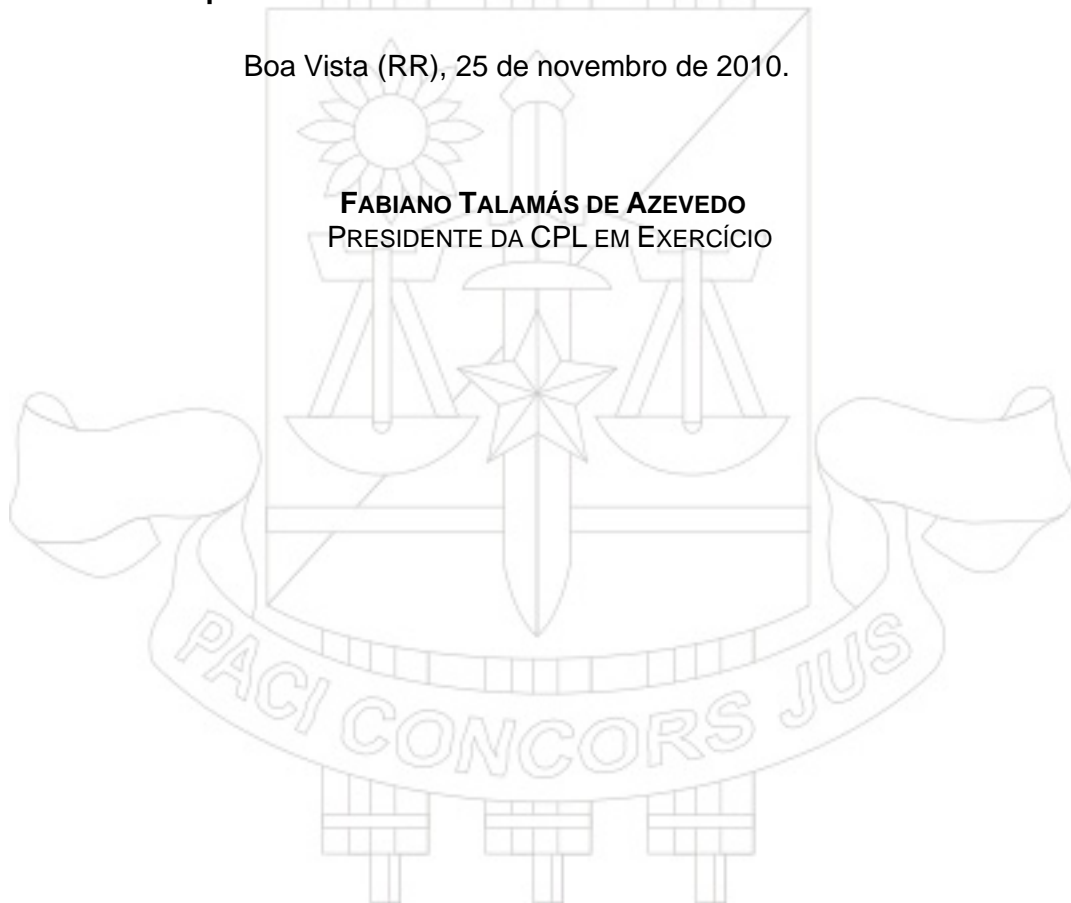 Boa Vista (RR), 25 de novembro de 2010.
FABIANO TALAMÁS DE AZEVEDO
PRESIDENTE DA CPL EM EXERCÍCIO
PACI CONCORS JUS